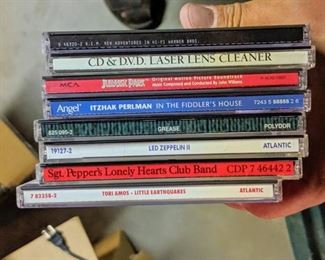 9 46320-2 R.E.M. NEW ADVENTURES IN HI-FI WARNER BROS.
CD & D.V.D. LASER LENS CLEANER
MCA JURASSIC PARK Original Motion Picture Soundtrack
Music Composed and Conducted by John Williams
Angel ITZHAK PERLMAN IN THE FIDDLER'S HOUSE 7243 5 55555 2 6
825 095-2 GREASE POLYDOR
19127-2 LED ZEPPELIN II ATLANTIC
Sgt. Pepper's Lonely Hearts Club Band CDP 7 46442 2
7 82358-2 TORI AMOS - LITTLE EARTHQUAKES ATLANTIC